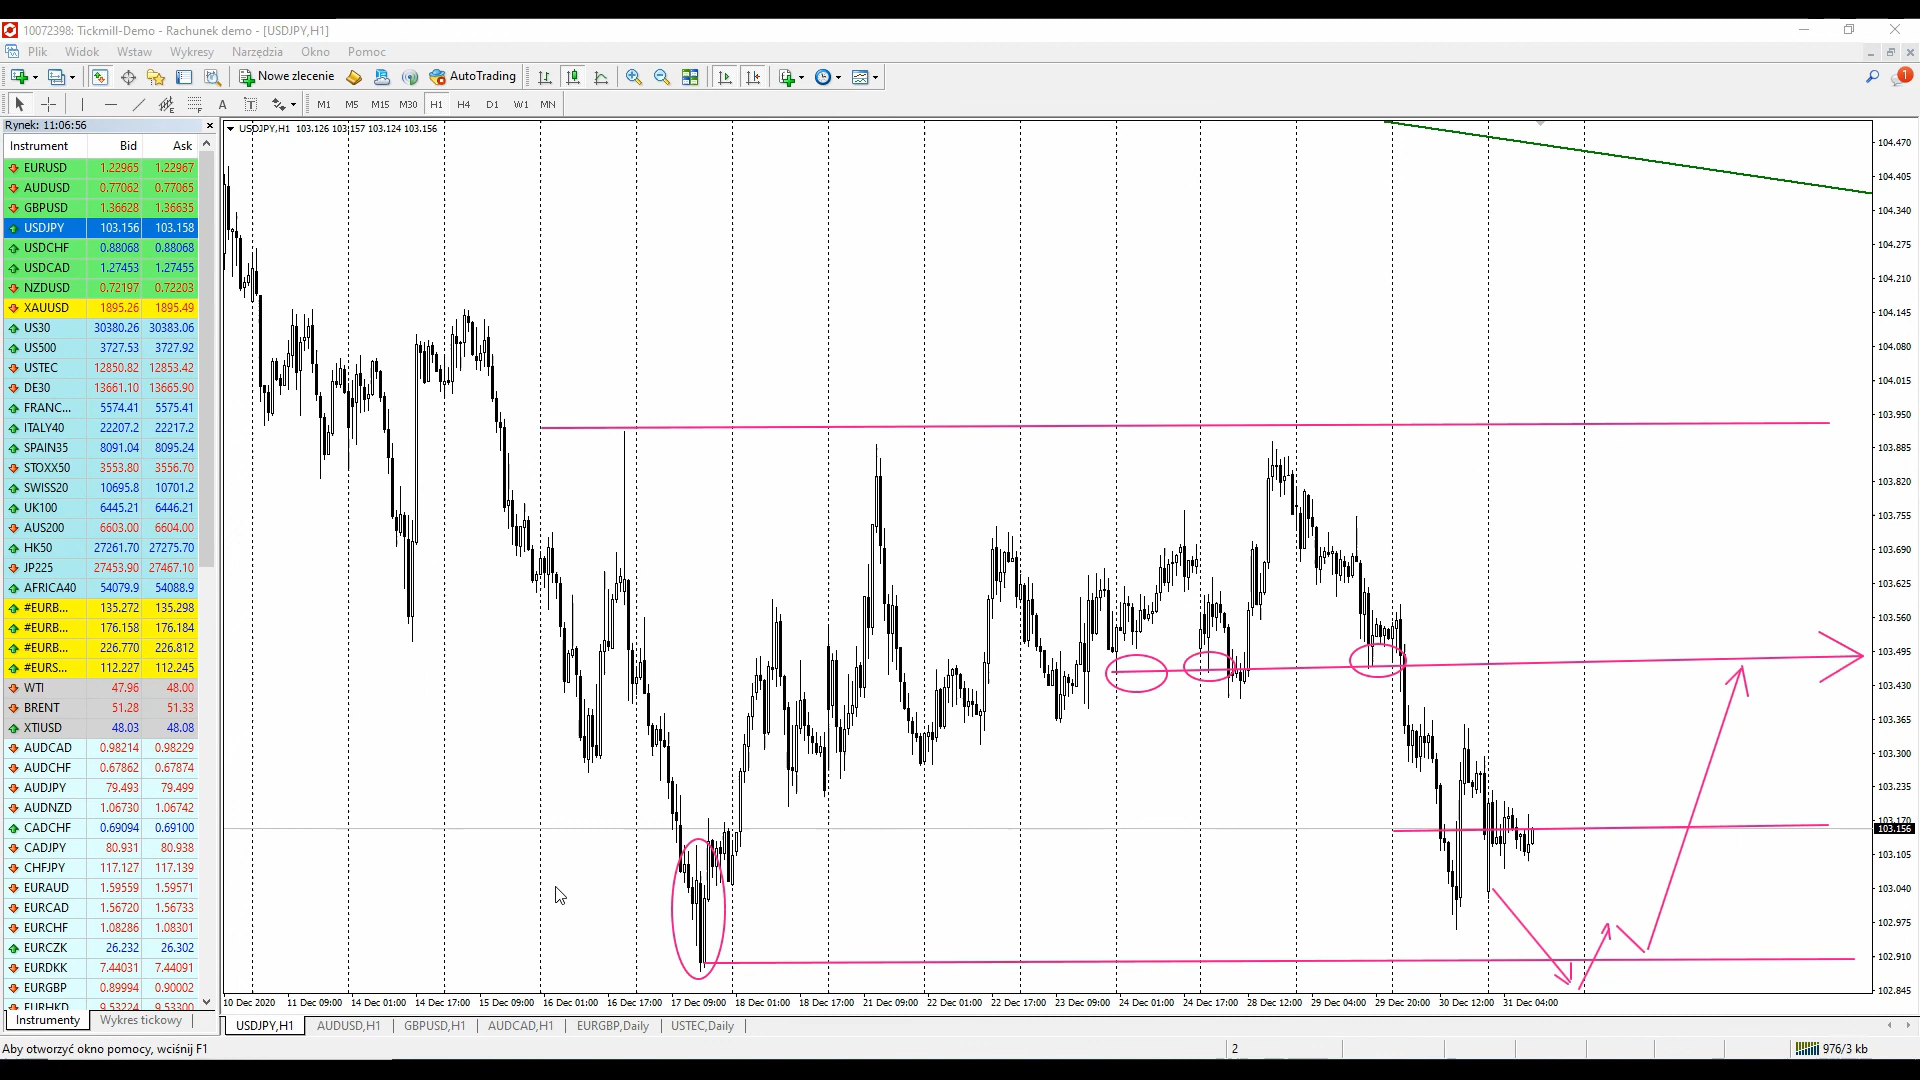 10072398: Tickmill-Demo - Rachunek demo - [USDJPY,H1]
Plik Widok Wstaw Wykresy Narzędzia Okno Pomoc
Nowe zlecenie AutoTrading 1
A T M1 M5 M15 M30 H1 H4 D1 W1 MN
Rynek: 11:06:56
Instrument Bid Ask
EURUSD 1.22965 1.22967
AUDUSD 0.77062 0.77065
GBPUSD 1.36628 1.36635
USDJPY 103.156 103.158
USDCHF 0.88068 0.88068
USDCAD 1.27453 1.27455
NZDUSD 0.72197 0.72203
XAUUSD 1895.26 1895.49
US30 30380.26 30383.06
US500 3727.53 3727.92
USTEC 12850.82 12853.42
DE30 13661.10 13665.90
FRANC... 5574.41 5575.41
ITALY40 22207.2 22217.2
SPAIN35 8091.04 8095.24
STOXX50 3553.80 3556.70
SWISS20 10695.8 10701.2
UK100 6445.21 6446.21
AUS200 6603.00 6604.00
HK50 27261.70 27275.70
JP225 27453.90 27467.10
AFRICA40 54079.9 54088.9
#EURB... 135.272 135.298
#EURB... 176.158 176.184
#EURB... 226.770 226.812
#EURS... 112.227 112.245
WTI 47.96 48.00
BRENT 51.28 51.33
XTIUSD 48.03 48.08
AUDCAD 0.98214 0.98229
AUDCHF 0.67862 0.67874
AUDJPY 79.493 79.499
AUDNZD 1.06730 1.06742
CADCHF 0.69094 0.69100
CADJPY 80.931 80.938
CHFJPY 117.127 117.139
EURAUD 1.59559 1.59571
EURCAD 1.56720 1.56733
EURCHF 1.08286 1.08301
EURCZK 26.232 26.302
EURDKK 7.44031 7.44091
EURGBP 0.89994 0.90002
EURHKD 9.53224 9.53300
Instrumenty Wykres tickowy
USDJPY,H1 103.126 103.157 103.124 103.156
104.470
104.405
104.340
104.275
104.210
104.145
104.080
104.015
103.950
103.885
103.820
103.755
103.690
103.625
103.560
103.495
103.430
103.365
103.300
103.235
103.170
103.156
103.105
103.040
102.975
102.910
102.845
10 Dec 2020 11 Dec 09:00 14 Dec 01:00 14 Dec 17:00 15 Dec 09:00 16 Dec 01:00 16 Dec 17:00 17 Dec 09:00 18 Dec 01:00 18 Dec 17:00 21 Dec 09:00 22 Dec 01:00 22 Dec 17:00 23 Dec 09:00 24 Dec 01:00 24 Dec 17:00 28 Dec 12:00 29 Dec 04:00 29 Dec 20:00 30 Dec 12:00 31 Dec 04:00
USDJPY,H1 AUDUSD,H1 GBPUSD,H1 AUDCAD,H1 EURGBP,Daily USTEC,Daily
Aby otworzyć okno pomocy, wciśnij F1 2 976/3 kb